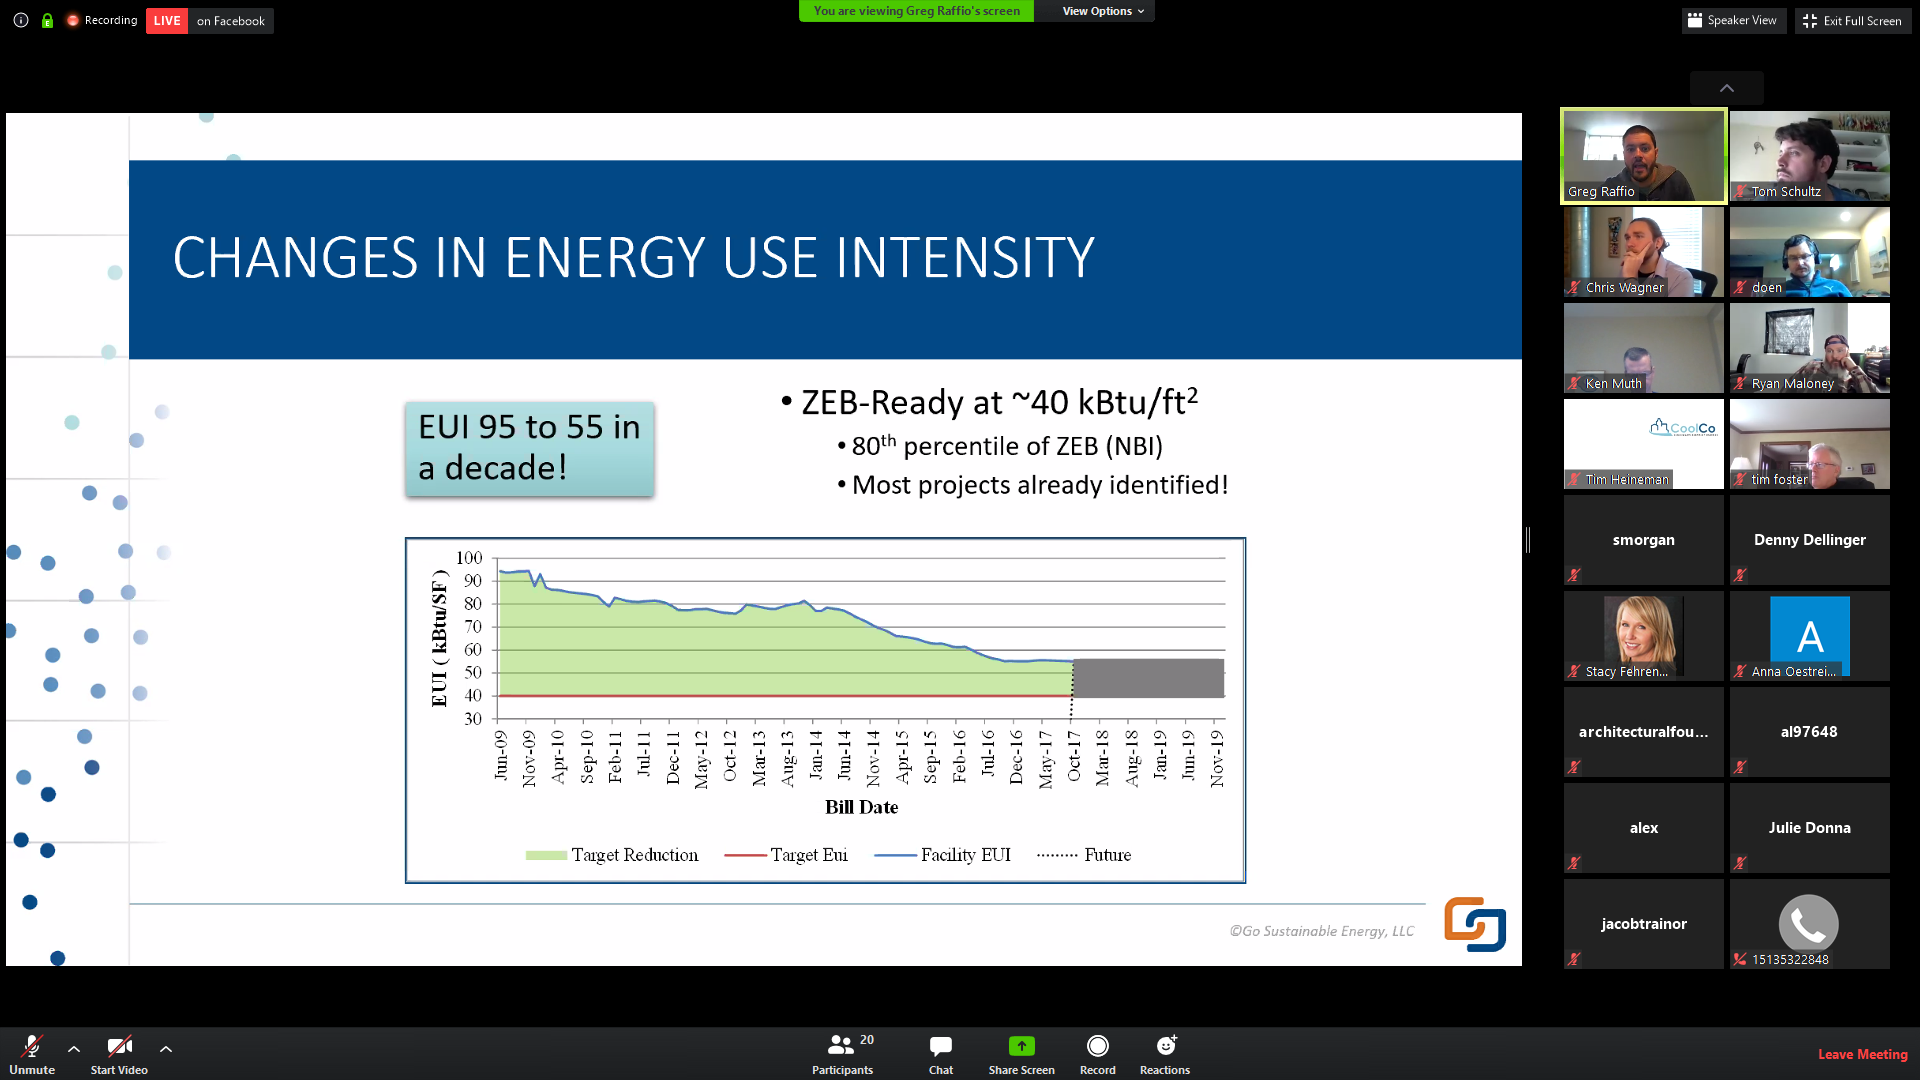 Recording
LIVE on Facebook
You are viewing Greg Raffio's screen
View Options
Speaker View
Exit Full Screen
CHANGES IN ENERGY USE INTENSITY
EUI 95 to 55 in
a decade!
• ZEB-Ready at ~40 kBtu/ft²
• 80th percentile of ZEB (NBI)
• Most projects already identified!
EUI ( kBtu/SF )
100
90
80
70
60
50
40
30
Jun-09
Nov-09
Apr-10
Sep-10
Feb-11
Jul-11
Dec-11
May-12
Oct-12
Mar-13
Aug-13
Jan-14
Jun-14
Nov-14
Apr-15
Sep-15
Feb-16
Jul-16
Dec-16
May-17
Oct-17
Mar-18
Aug-18
Jan-19
Jun-19
Nov-19
Bill Date
Target Reduction
Target Eui
Facility EUI
Future
©Go Sustainable Energy, LLC
Greg Raffio
Tom Schultz
Chris Wagner
doen
Ken Muth
Ryan Maloney
CoolCo
Tim Heineman
tim foster
smorgan
Denny Dellinger
Stacy Fehren...
A
Anna Oestrei...
architecturalfou...
al97648
alex
Julie Donna
jacobtrainor
15135322848
Unmute
Start Video
20
Participants
Chat
Share Screen
Record
Reactions
Leave Meeting